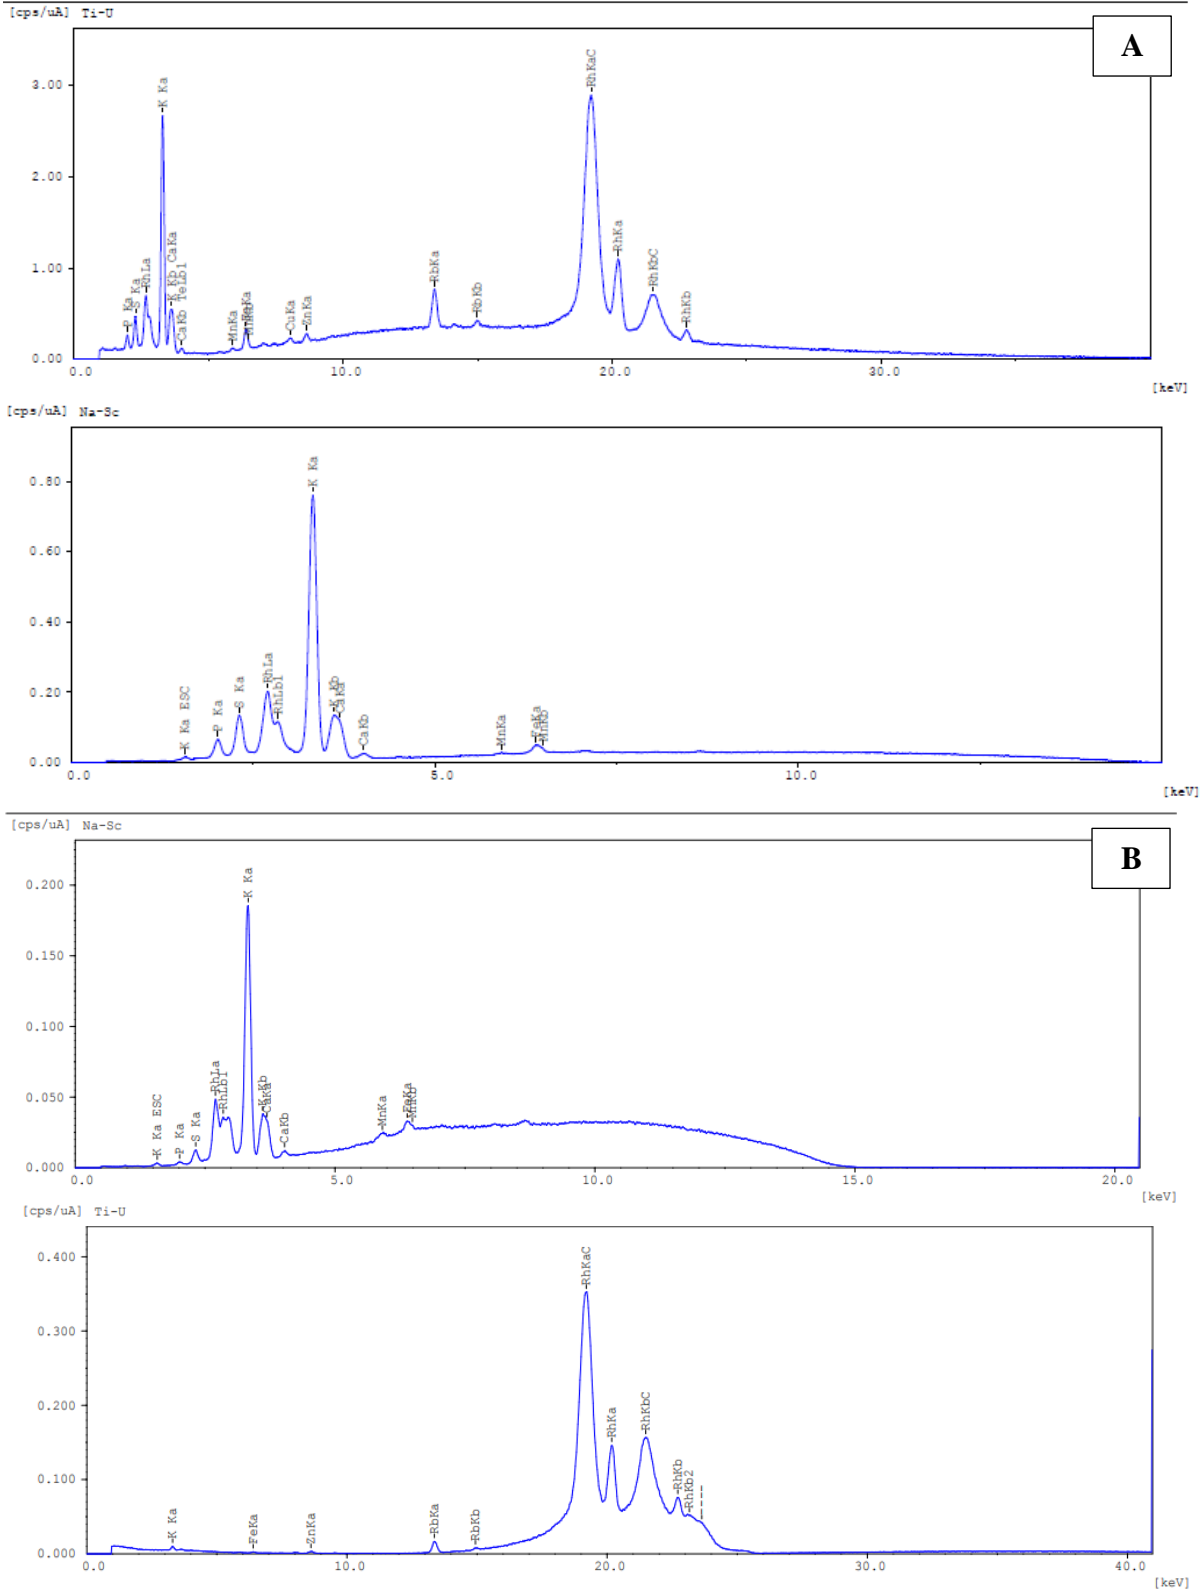 [cps/uA] Ti-U
A
3.00
2.00
1.00
0.00
P Ka
S Ka
RhLa
K Ka
K Kb CaKa
CaKb TeLb1
MnKa
CuKa
ZnKa
RbKa
RbKb
RhKaC
RhKa
RhKbC
RhKb
0.0 10.0 20.0 30.0
[keV]
[cps/uA] Na-Sc
0.80
0.60
0.40
0.20
0.00
K Ka ESC
P Ka
S Ka
RhLa
RhLb1
K Ka
K Kb
CaKa
CaKb
MnKa
FeKa
MnKb
0.0 5.0 10.0
[keV]
[cps/uA] Na-Sc
B
0.200
0.150
0.100
0.050
0.000
K Ka ESC
P Ka
S Ka
RhLa
RhLb1
K Ka
K Kb
CaKa
CaKb
MnKa
FeKa
MnKb
0.0 5.0 10.0 15.0 20.0
[keV]
[cps/uA] Ti-U
0.400
0.300
0.200
0.100
0.000
K Ka
FeKa
ZnKa
RbKa
RbKb
RhKaC
RhKa
RhKbC
RhKb
RhKb2
0.0 10.0 20.0 30.0 40.0
[keV]